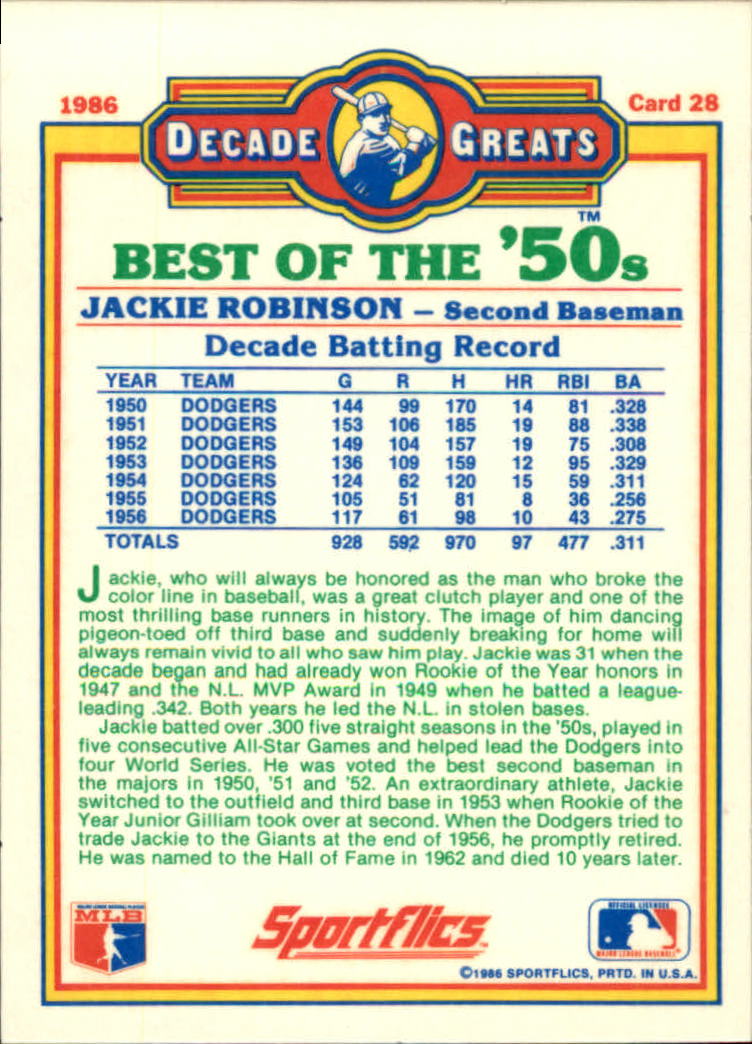 1986
Card 28
DECADE GREATS
TM
BEST OF THE '50s
JACKIE ROBINSON – Second Baseman
Decade Batting Record
YEAR TEAM G R H HR RBI BA
1950 DODGERS 144 99 170 14 81 .328
1951 DODGERS 153 106 185 19 88 .338
1952 DODGERS 149 104 157 19 75 .308
1953 DODGERS 136 109 159 12 95 .329
1954 DODGERS 124 62 120 15 59 .311
1955 DODGERS 105 51 81 8 36 .256
1956 DODGERS 117 61 98 10 43 .275
TOTALS 928 592 970 97 477 .311
Jackie, who will always be honored as the man who broke the
color line in baseball, was a great clutch player and one of the
most thrilling base runners in history. The image of him dancing
pigeon-toed off third base and suddenly breaking for home will
always remain vivid to all who saw him play. Jackie was 31 when the
decade began and had already won Rookie of the Year honors in
1947 and the N.L. MVP Award in 1949 when he batted a league-
leading .342. Both years he led the N.L. in stolen bases.
Jackie batted over .300 five straight seasons in the '50s, played in
five consecutive All-Star Games and helped lead the Dodgers into
four World Series. He was voted the best second baseman in
the majors in 1950, '51 and '52. An extraordinary athlete, Jackie
switched to the outfield and third base in 1953 when Rookie of the
Year Junior Gilliam took over at second. When the Dodgers tried to
trade Jackie to the Giants at the end of 1956, he promptly retired.
He was named to the Hall of Fame in 1962 and died 10 years later.
MAJOR LEAGUE BASEBALL PLAYERS
MLB
Sportflics
OFFICIAL LICENSEE
MAJOR LEAGUE BASEBALL
©1986 SPORTFLICS, PRTD. IN U.S.A.